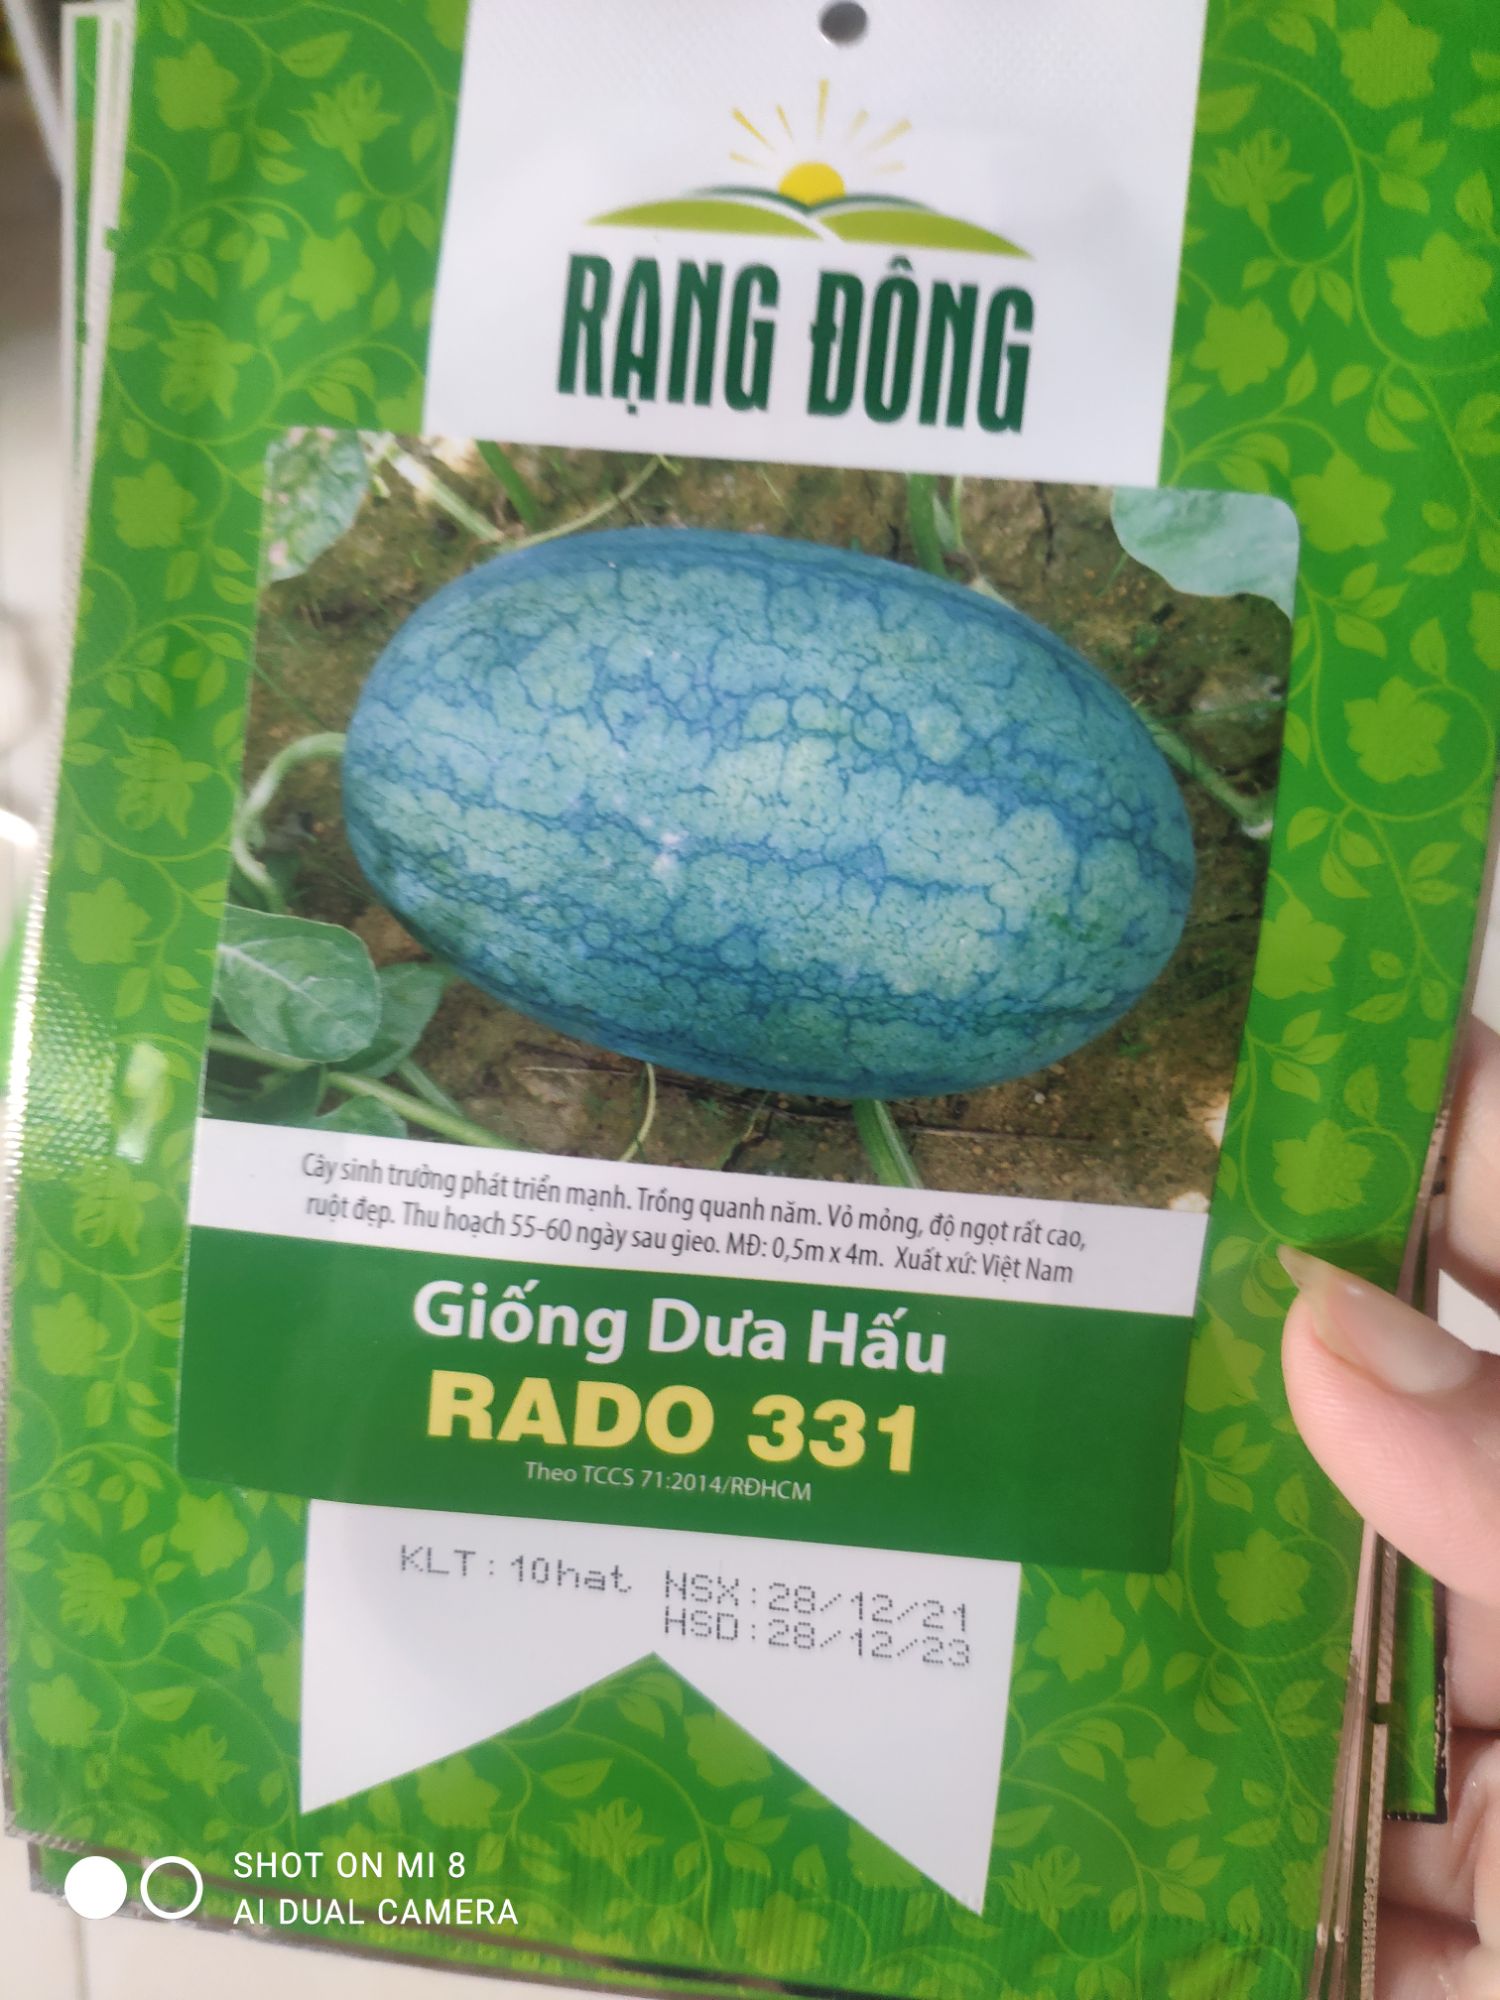 RẠNG ĐÔNG
Cây sinh trưởng phát triển mạnh. Trồng quanh năm. Vỏ mỏng, độ ngọt rất cao,
ruột đẹp. Thu hoạch 55-60 ngày sau gieo. MĐ: 0,5m x 4m. Xuất xứ: Việt Nam
Giống Dưa Hấu
RADO 331
Theo TCCS 71:2014/RĐHCM
KLT:10hat NSX:28/12/21
HSD:28/12/23
SHOT ON MI 8
AI DUAL CAMERA